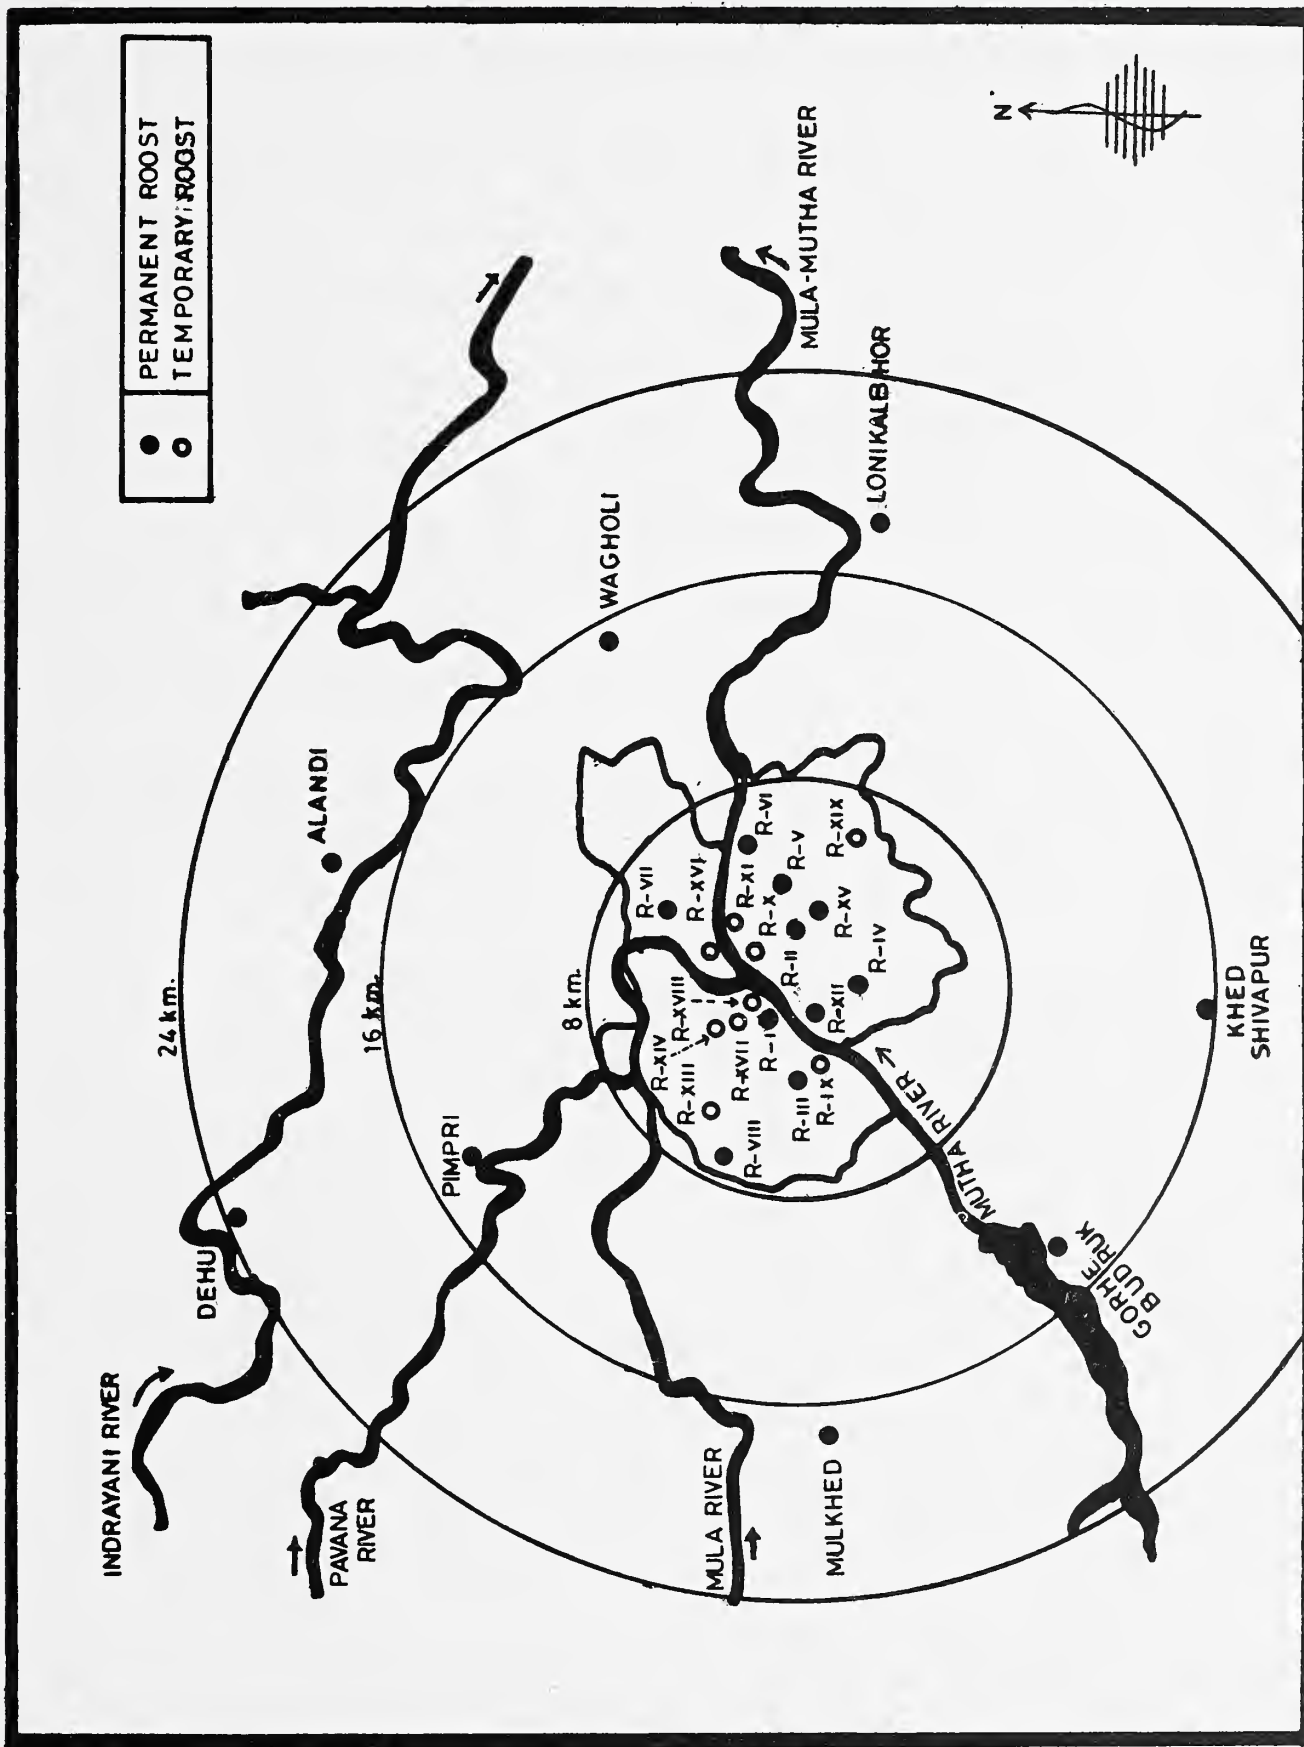 PERMANENT ROOST
TEMPORARY ROOST
N
INDRAYANI RIVER
PAVANA
RIVER
DEHU
ALANDI
24 km.
16 km.
8 km.
PIMPRI
WAGHOLI
MULA RIVER
MULKHED
MULA-MUTHA RIVER
LONIKALBHOR
R-VII
R-XVI
R-XI
R-VI
R-X
R-V
R-XIX
R-II
R-XV
R-IV
R-XII
R-XVIII
R-XIV
R-XIII
R-XVII
R-I
R-VIII
R-III
R-IX
MUTHA RIVER
GORHE
BUDRUK
KHED
SHIVAPUR